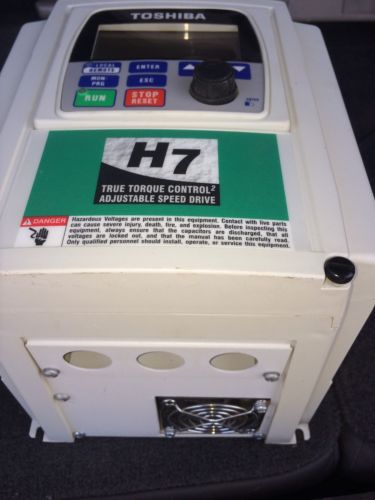 TOSHIBA
LOCAL
REMOTE
ENTER
MON
PRG
ESC
RUN
STOP
RESET
ENTER
H7
TRUE TORQUE CONTROL2
ADJUSTABLE SPEED DRIVE
DANGER
Hazardous Voltages are present in this equipment. Contact with live parts
can cause severe injury, death, fire, and explosion. Before inspecting this
equipment, always ensure that the capacitors are discharged, that all
voltages are locked out, and that the manual has been carefully read.
Only qualified personnel should install, operate, or service this equipment.